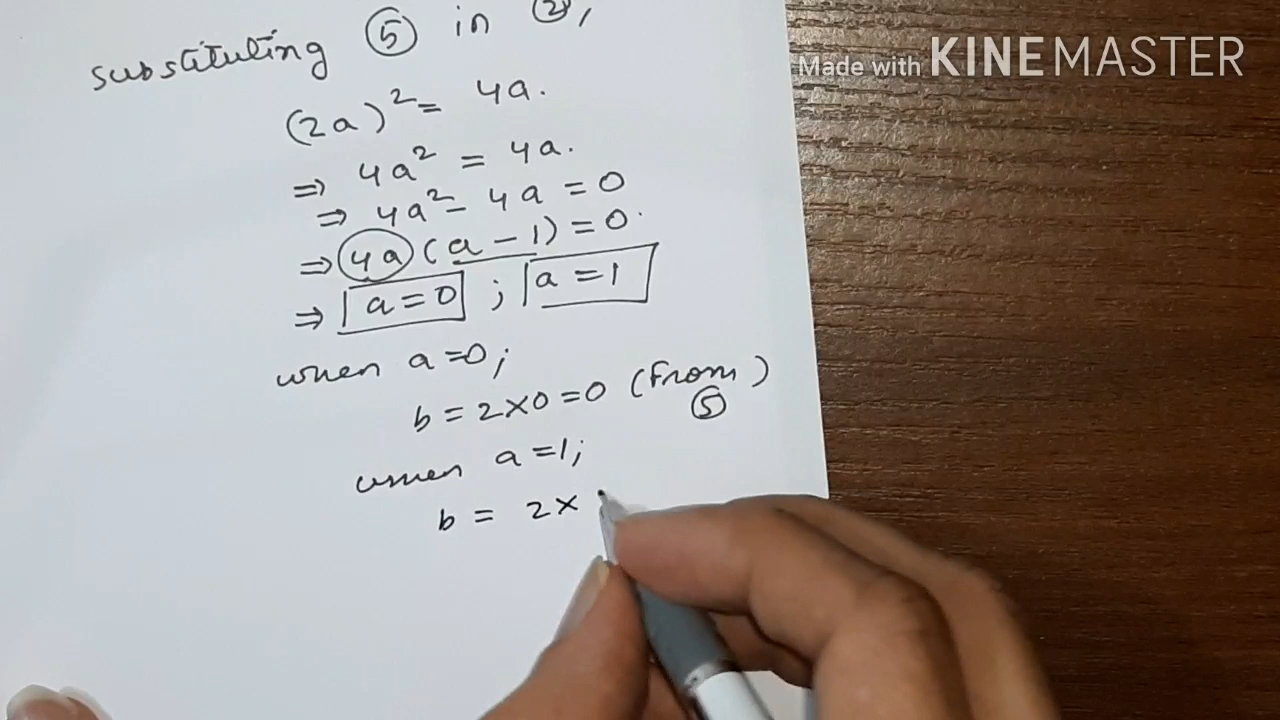 substituting ⑤ in ②,
Made with KINEMASTER
(2a)² = 4a.
⇒ 4a² = 4a.
⇒ 4a² - 4a = 0
⇒ 4a (a - 1) = 0.
⇒ a = 0 ; a = 1
when a = 0;
b = 2 × 0 = 0 (from ⑤)
when a = 1;
b = 2 ×